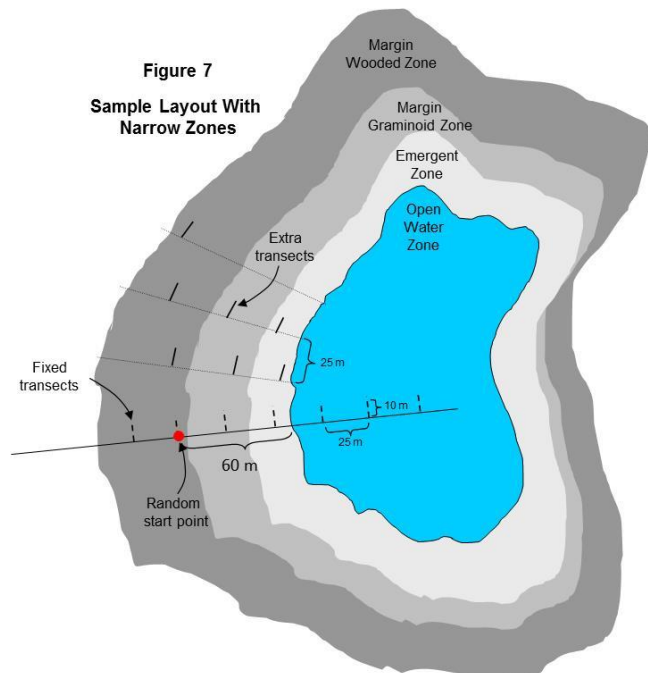 Figure 7
Sample Layout With
Narrow Zones
Margin
Wooded Zone
Margin
Graminoid Zone
Emergent
Zone
Open
Water
Zone
Extra
transects
Fixed
transects
25 m
10 m
25 m
60 m
Random
start point